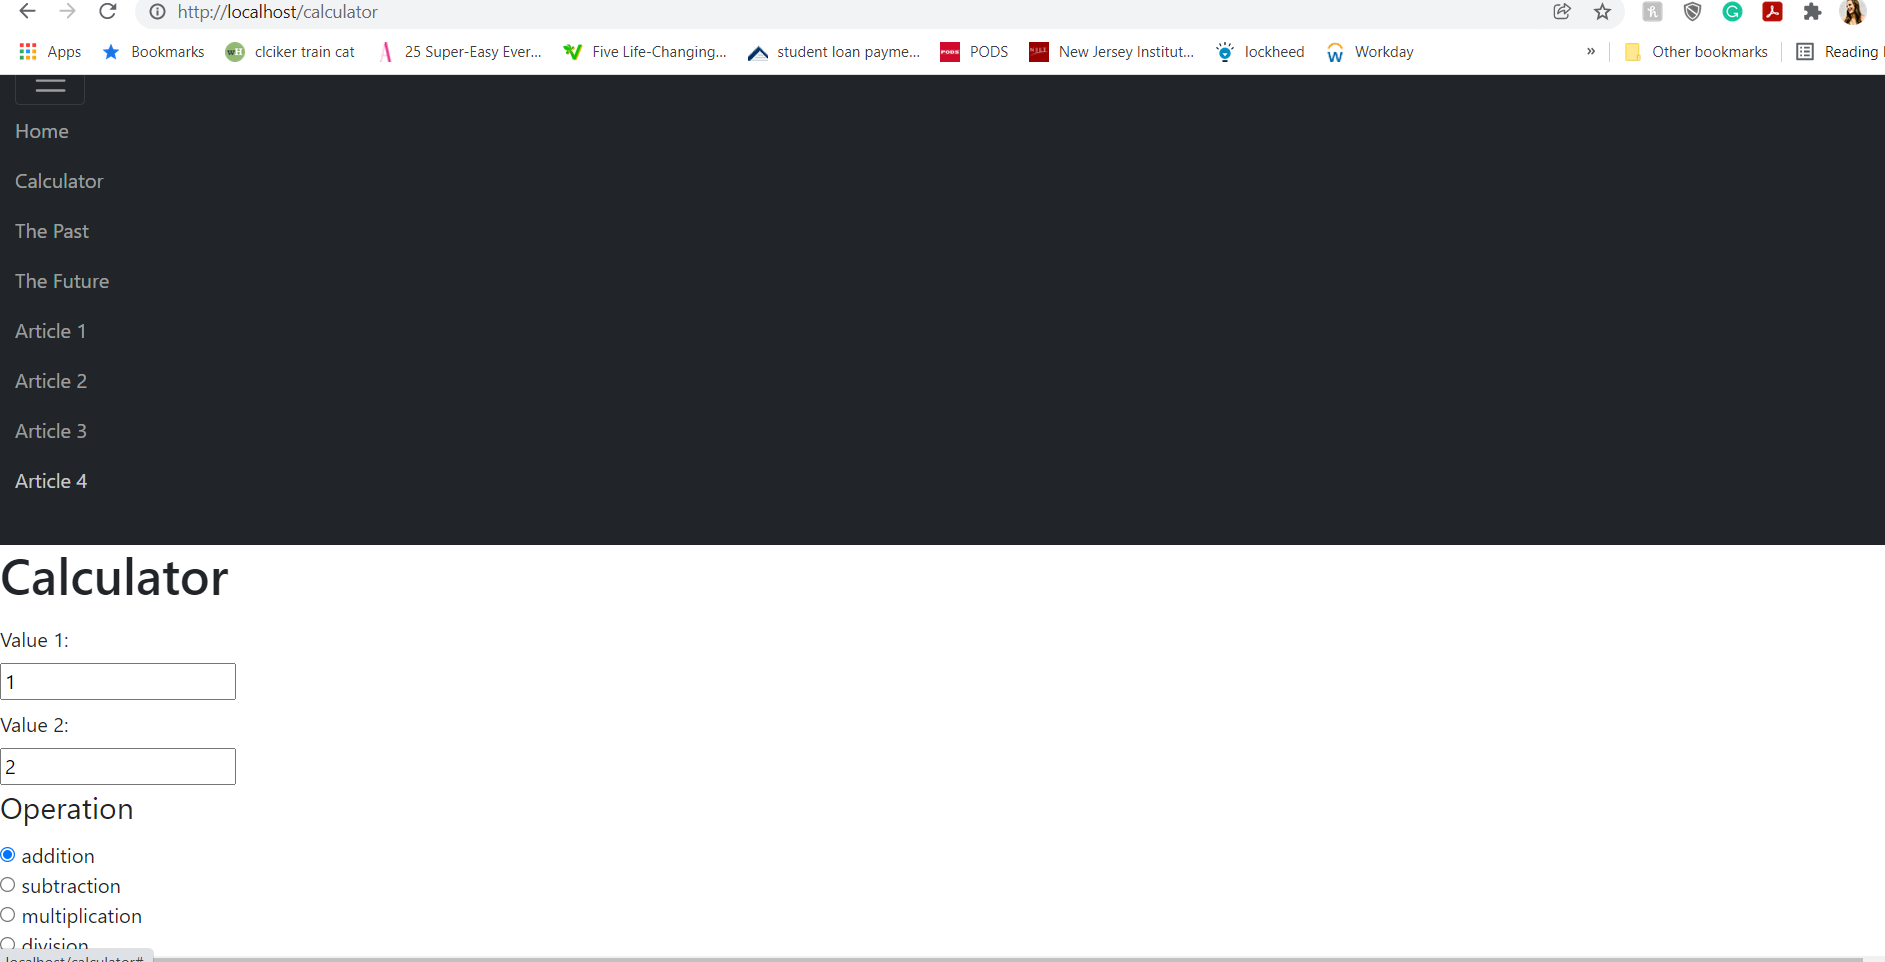 http://localhost/calculator
Apps Bookmarks clciker train cat 25 Super-Easy Ever... Five Life-Changing... student loan payme... PODS PODS New Jersey Institut... lockheed Workday » Other bookmarks Reading
Home
Calculator
The Past
The Future
Article 1
Article 2
Article 3
Article 4
Calculator
Value 1:
1
Value 2:
2
Operation
addition
subtraction
multiplication
division
localhost/calculator#